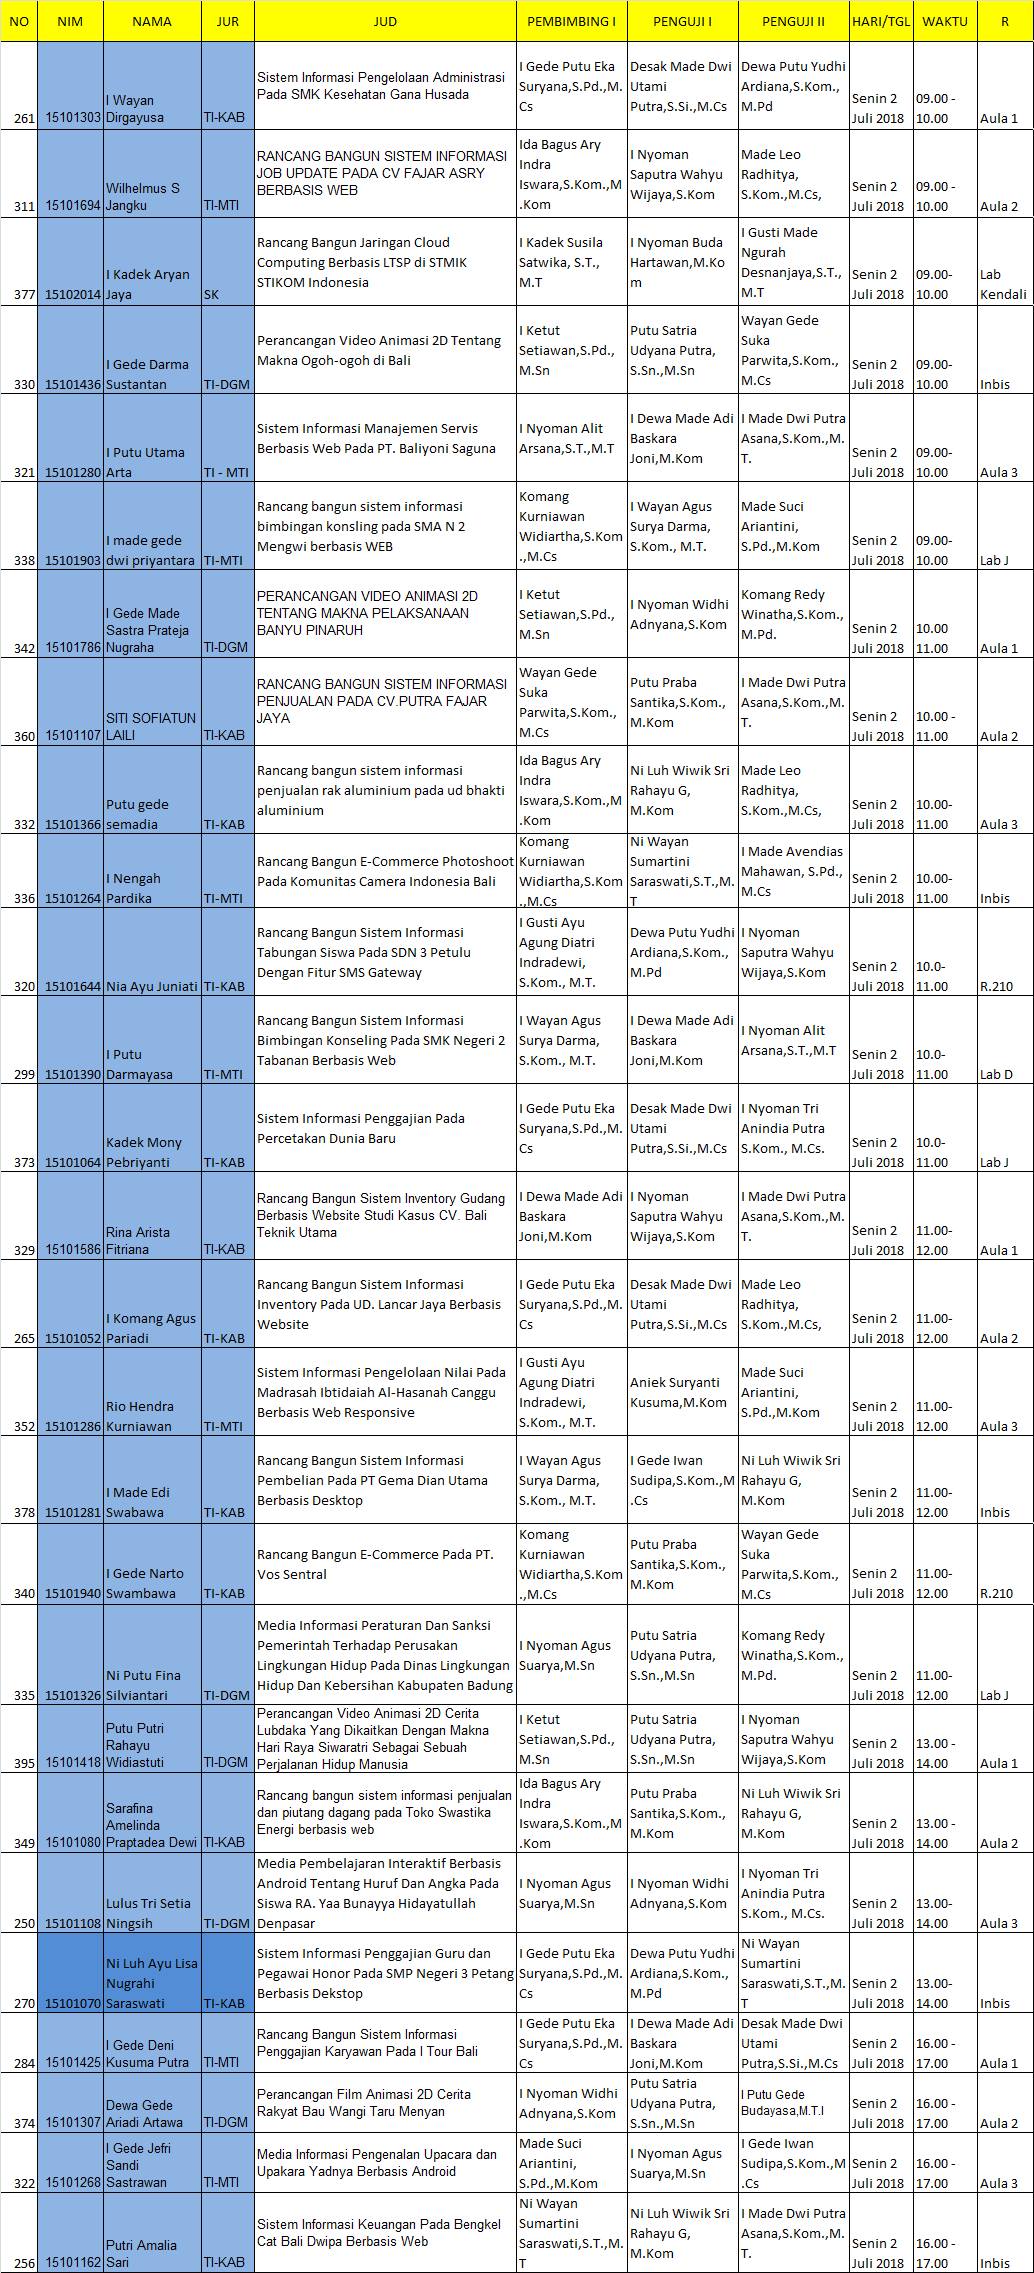 NO NIM NAMA JUR JUD PEMBIMBING I PENGUJI I PENGUJI II HARI/TGL WAKTU R
261 15101303 I Wayan Dirgayusa TI-KAB Sistem Informasi Pengelolaan Administrasi Pada SMK Kesehatan Gana Husada I Gede Putu Eka Suryana,S.Pd.,M.Cs Desak Made Dwi Utami Putra,S.Si.,M.Cs Dewa Putu Yudhi Ardiana,S.Kom., M.Pd Senin 2 Juli 2018 09.00 - 10.00 Aula 1
311 15101694 Wilhelmus S Jangku TI-MTI RANCANG BANGUN SISTEM INFORMASI JOB UPDATE PADA CV FAJAR ASRY BERBASIS WEB Ida Bagus Ary Indra Iswara,S.Kom.,M.Kom I Nyoman Saputra Wahyu Wijaya,S.Kom Made Leo Radhitya, S.Kom.,M.Cs, Senin 2 Juli 2018 09.00 - 10.00 Aula 2
377 15102014 I Kadek Aryan Jaya SK Rancang Bangun Jaringan Cloud Computing Berbasis LTSP di STMIK STIKOM Indonesia I Kadek Susila Satwika, S.T., M.T I Nyoman Buda Hartawan,M.Kom I Gusti Made Ngurah Desnanjaya,S.T., M.T Senin 2 Juli 2018 09.00-10.00 Lab Kendali
330 15101436 I Gede Darma Sustantan TI-DGM Perancangan Video Animasi 2D Tentang Makna Ogoh-ogoh di Bali I Ketut Setiawan,S.Pd., M.Sn Putu Satria Udyana Putra, S.Sn.,M.Sn Wayan Gede Suka Parwita,S.Kom., M.Cs Senin 2 Juli 2018 09.00-10.00 Inbis
321 15101280 I Putu Utama Arta TI - MTI Sistem Informasi Manajemen Servis Berbasis Web Pada PT. Baliyoni Saguna I Nyoman Alit Arsana,S.T.,M.T I Dewa Made Adi Baskara Joni,M.Kom I Made Dwi Putra Asana,S.Kom.,M.T. Senin 2 Juli 2018 09.00-10.00 Aula 3
338 15101903 I made gede dwi priyantara TI-MTI Rancang bangun sistem informasi bimbingan konsling pada SMA N 2 Mengwi berbasis WEB Komang Kurniawan Widiartha,S.Kom.,M.Cs I Wayan Agus Surya Darma, S.Kom., M.T. Made Suci Ariantini, S.Pd.,M.Kom Senin 2 Juli 2018 09.00-10.00 Lab J
342 15101786 I Gede Made Sastra Prateja Nugraha TI-DGM PERANCANGAN VIDEO ANIMASI 2D TENTANG MAKNA PELAKSANAAN BANYU PINARUH I Ketut Setiawan,S.Pd., M.Sn I Nyoman Widhi Adnyana,S.Kom Komang Redy Winatha,S.Kom., M.Pd. Senin 2 Juli 2018 10.00 11.00 Aula 1
360 15101107 SITI SOFIATUN LAILI TI-KAB RANCANG BANGUN SISTEM INFORMASI PENJUALAN PADA CV.PUTRA FAJAR JAYA Wayan Gede Suka Parwita,S.Kom., M.Cs Putu Praba Santika,S.Kom., M.Kom I Made Dwi Putra Asana,S.Kom.,M.T. Senin 2 Juli 2018 10.00 - 11.00 Aula 2
332 15101366 Putu gede semadia TI-KAB Rancang bangun sistem informasi penjualan rak aluminium pada ud bhakti aluminium Ida Bagus Ary Indra Iswara,S.Kom.,M.Kom Ni Luh Wiwik Sri Rahayu G, M.Kom Made Leo Radhitya, S.Kom.,M.Cs, Senin 2 Juli 2018 10.00-11.00 Aula 3
336 15101264 I Nengah Pardika TI-MTI Rancang Bangun E-Commerce Photoshoot Pada Komunitas Camera Indonesia Bali Komang Kurniawan Widiartha,S.Kom.,M.Cs Ni Wayan Sumartini Saraswati,S.T.,M.T I Made Avendias Mahawan, S.Pd., M.Cs Senin 2 Juli 2018 10.00-11.00 Inbis
320 15101644 Nia Ayu Juniati TI-KAB Rancang Bangun Sistem Informasi Tabungan Siswa Pada SDN 3 Petulu Dengan Fitur SMS Gateway I Gusti Ayu Agung Diatri Indradewi, S.Kom., M.T. Dewa Putu Yudhi Ardiana,S.Kom., M.Pd I Nyoman Saputra Wahyu Wijaya,S.Kom Senin 2 Juli 2018 10.0-11.00 R.210
299 15101390 I Putu Darmayasa TI-MTI Rancang Bangun Sistem Informasi Bimbingan Konseling Pada SMK Negeri 2 Tabanan Berbasis Web I Wayan Agus Surya Darma, S.Kom., M.T. I Dewa Made Adi Baskara Joni,M.Kom I Nyoman Alit Arsana,S.T.,M.T Senin 2 Juli 2018 10.0-11.00 Lab D
373 15101064 Kadek Mony Pebriyanti TI-KAB Sistem Informasi Penggajian Pada Percetakan Dunia Baru I Gede Putu Eka Suryana,S.Pd.,M.Cs Desak Made Dwi Utami Putra,S.Si.,M.Cs I Nyoman Tri Anindia Putra S.Kom., M.Cs. Senin 2 Juli 2018 10.0-11.00 Lab J
329 15101586 Rina Arista Fitriana TI-KAB Rancang Bangun Sistem Inventory Gudang Berbasis Website Studi Kasus CV. Bali Teknik Utama I Dewa Made Adi Baskara Joni,M.Kom I Nyoman Saputra Wahyu Wijaya,S.Kom I Made Dwi Putra Asana,S.Kom.,M.T. Senin 2 Juli 2018 11.00-12.00 Aula 1
265 15101052 I Komang Agus Pariadi TI-KAB Rancang Bangun Sistem Informasi Inventory Pada UD. Lancar Jaya Berbasis Website I Gede Putu Eka Suryana,S.Pd.,M.Cs Desak Made Dwi Utami Putra,S.Si.,M.Cs Made Leo Radhitya, S.Kom.,M.Cs, Senin 2 Juli 2018 11.00-12.00 Aula 2
352 15101286 Rio Hendra Kurniawan TI-MTI Sistem Informasi Pengelolaan Nilai Pada Madrasah Ibtidaiah Al-Hasanah Canggu Berbasis Web Responsive I Gusti Ayu Agung Diatri Indradewi, S.Kom., M.T. Aniek Suryanti Kusuma,M.Kom Made Suci Ariantini, S.Pd.,M.Kom Senin 2 Juli 2018 11.00-12.00 Aula 3
378 15101281 I Made Edi Swabawa TI-KAB Rancang Bangun Sistem Informasi Pembelian Pada PT Gema Dian Utama Berbasis Desktop I Wayan Agus Surya Darma, S.Kom., M.T. I Gede Iwan Sudipa,S.Kom.,M.Cs Ni Luh Wiwik Sri Rahayu G, M.Kom Senin 2 Juli 2018 11.00-12.00 Inbis
340 15101940 I Gede Narto Swambawa TI-KAB Rancang Bangun E-Commerce Pada PT. Vos Sentral Komang Kurniawan Widiartha,S.Kom.,M.Cs Putu Praba Santika,S.Kom., M.Kom Wayan Gede Suka Parwita,S.Kom., M.Cs Senin 2 Juli 2018 11.00-12.00 R.210
335 15101326 Ni Putu Fina Silviantari TI-DGM Media Informasi Peraturan Dan Sanksi Pemerintah Terhadap Perusakan Lingkungan Hidup Pada Dinas Lingkungan Hidup Dan Kebersihan Kabupaten Badung I Nyoman Agus Suarya,M.Sn Putu Satria Udyana Putra, S.Sn.,M.Sn Komang Redy Winatha,S.Kom., M.Pd. Senin 2 Juli 2018 11.00-12.00 Lab J
395 15101418 Putu Putri Rahayu Widiastuti TI-DGM Perancangan Video Animasi 2D Cerita Lubdaka Yang Dikaitkan Dengan Makna Hari Raya Siwaratri Sebagai Sebuah Perjalanan Hidup Manusia I Ketut Setiawan,S.Pd., M.Sn Putu Satria Udyana Putra, S.Sn.,M.Sn I Nyoman Saputra Wahyu Wijaya,S.Kom Senin 2 Juli 2018 13.00 - 14.00 Aula 1
349 15101080 Sarafina Amelinda Praptadea Dewi TI-KAB Rancang bangun sistem informasi penjualan dan piutang dagang pada Toko Swastika Energi berbasis web Ida Bagus Ary Indra Iswara,S.Kom.,M.Kom Putu Praba Santika,S.Kom., M.Kom Ni Luh Wiwik Sri Rahayu G, M.Kom Senin 2 Juli 2018 13.00 - 14.00 Aula 2
250 15101108 Lulus Tri Setia Ningsih TI-DGM Media Pembelajaran Interaktif Berbasis Android Tentang Huruf Dan Angka Pada Siswa RA. Yaa Bunayya Hidayatullah Denpasar I Nyoman Agus Suarya,M.Sn I Nyoman Widhi Adnyana,S.Kom I Nyoman Tri Anindia Putra S.Kom., M.Cs. Senin 2 Juli 2018 13.00-14.00 Aula 3
270 15101070 Ni Luh Ayu Lisa Nugrahi Saraswati TI-KAB Sistem Informasi Penggajian Guru dan Pegawai Honor Pada SMP Negeri 3 Petang Berbasis Dekstop I Gede Putu Eka Suryana,S.Pd.,M.Cs Dewa Putu Yudhi Ardiana,S.Kom., M.Pd Ni Wayan Sumartini Saraswati,S.T.,M.T Senin 2 Juli 2018 13.00-14.00 Inbis
284 15101425 I Gede Deni Kusuma Putra TI-MTI Rancang Bangun Sistem Informasi Penggajian Karyawan Pada I Tour Bali I Gede Putu Eka Suryana,S.Pd.,M.Cs I Dewa Made Adi Baskara Joni,M.Kom Desak Made Dwi Utami Putra,S.Si.,M.Cs Senin 2 Juli 2018 16.00 - 17.00 Aula 1
374 15101307 Dewa Gede Ariadi Artawa TI-DGM Perancangan Film Animasi 2D Cerita Rakyat Bau Wangi Taru Menyan I Nyoman Widhi Adnyana,S.Kom Putu Satria Udyana Putra, S.Sn.,M.Sn I Putu Gede Budayasa,M.T.I Senin 2 Juli 2018 16.00 - 17.00 Aula 2
322 15101268 I Gede Jefri Sandi Sastrawan TI-MTI Media Informasi Pengenalan Upacara dan Upakara Yadnya Berbasis Android Made Suci Ariantini, S.Pd.,M.Kom I Nyoman Agus Suarya,M.Sn I Gede Iwan Sudipa,S.Kom.,M.Cs Senin 2 Juli 2018 16.00 - 17.00 Aula 3
256 15101162 Putri Amalia Sari TI-KAB Sistem Informasi Keuangan Pada Bengkel Cat Bali Dwipa Berbasis Web Ni Wayan Sumartini Saraswati,S.T.,M.T Ni Luh Wiwik Sri Rahayu G, M.Kom I Made Dwi Putra Asana,S.Kom.,M.T. Senin 2 Juli 2018 16.00 - 17.00 Inbis